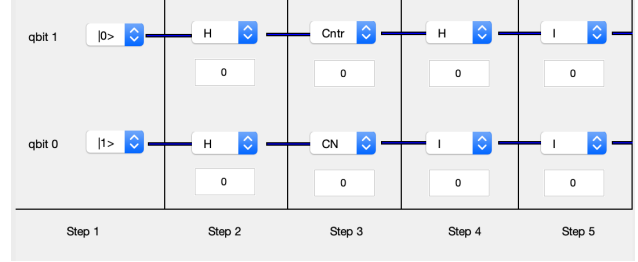 qbit 1 |0> H Cntr H I
0 0 0 0
qbit 0 |1> H CN I I
0 0 0 0
Step 1 Step 2 Step 3 Step 4 Step 5